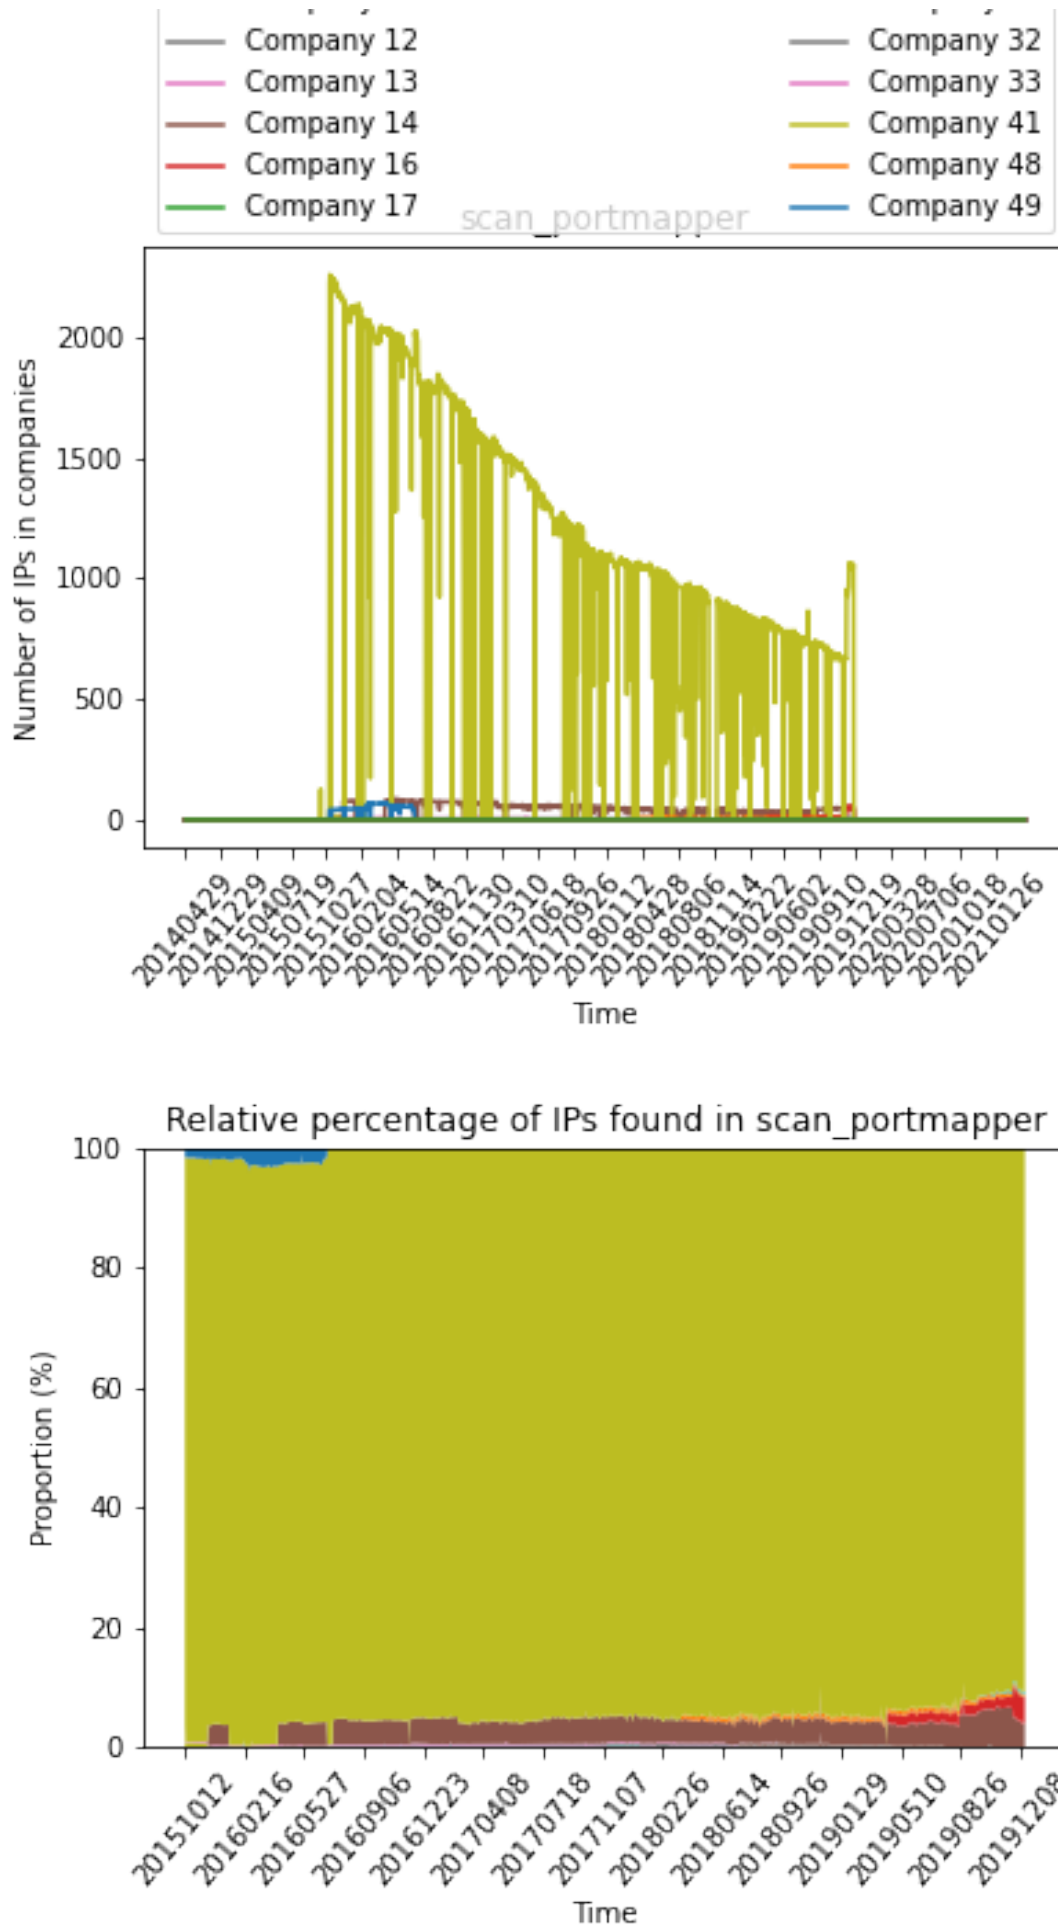 Company 12 Company 32
Company 13 Company 33
Company 14 Company 41
Company 16 Company 48
Company 17 Company 49
scan_portmapper
Number of IPs in companies
2000
1500
1000
500
0
20140429 20141229 20150409 20150719 20151027 20160204 20160514 20160822 20161130 20170310 20170618 20170926 20180112 20180428 20180806 20181114 20190222 20190602 20190910 20191219 20200328 20200706 20201018 20210126
Time
Relative percentage of IPs found in scan_portmapper
Proportion (%)
100
80
60
40
20
0
20151012 20160216 20160527 20160906 20161223 20170408 20170718 20171107 20180226 20180614 20180926 20190129 20190510 20190826 20191208
Time